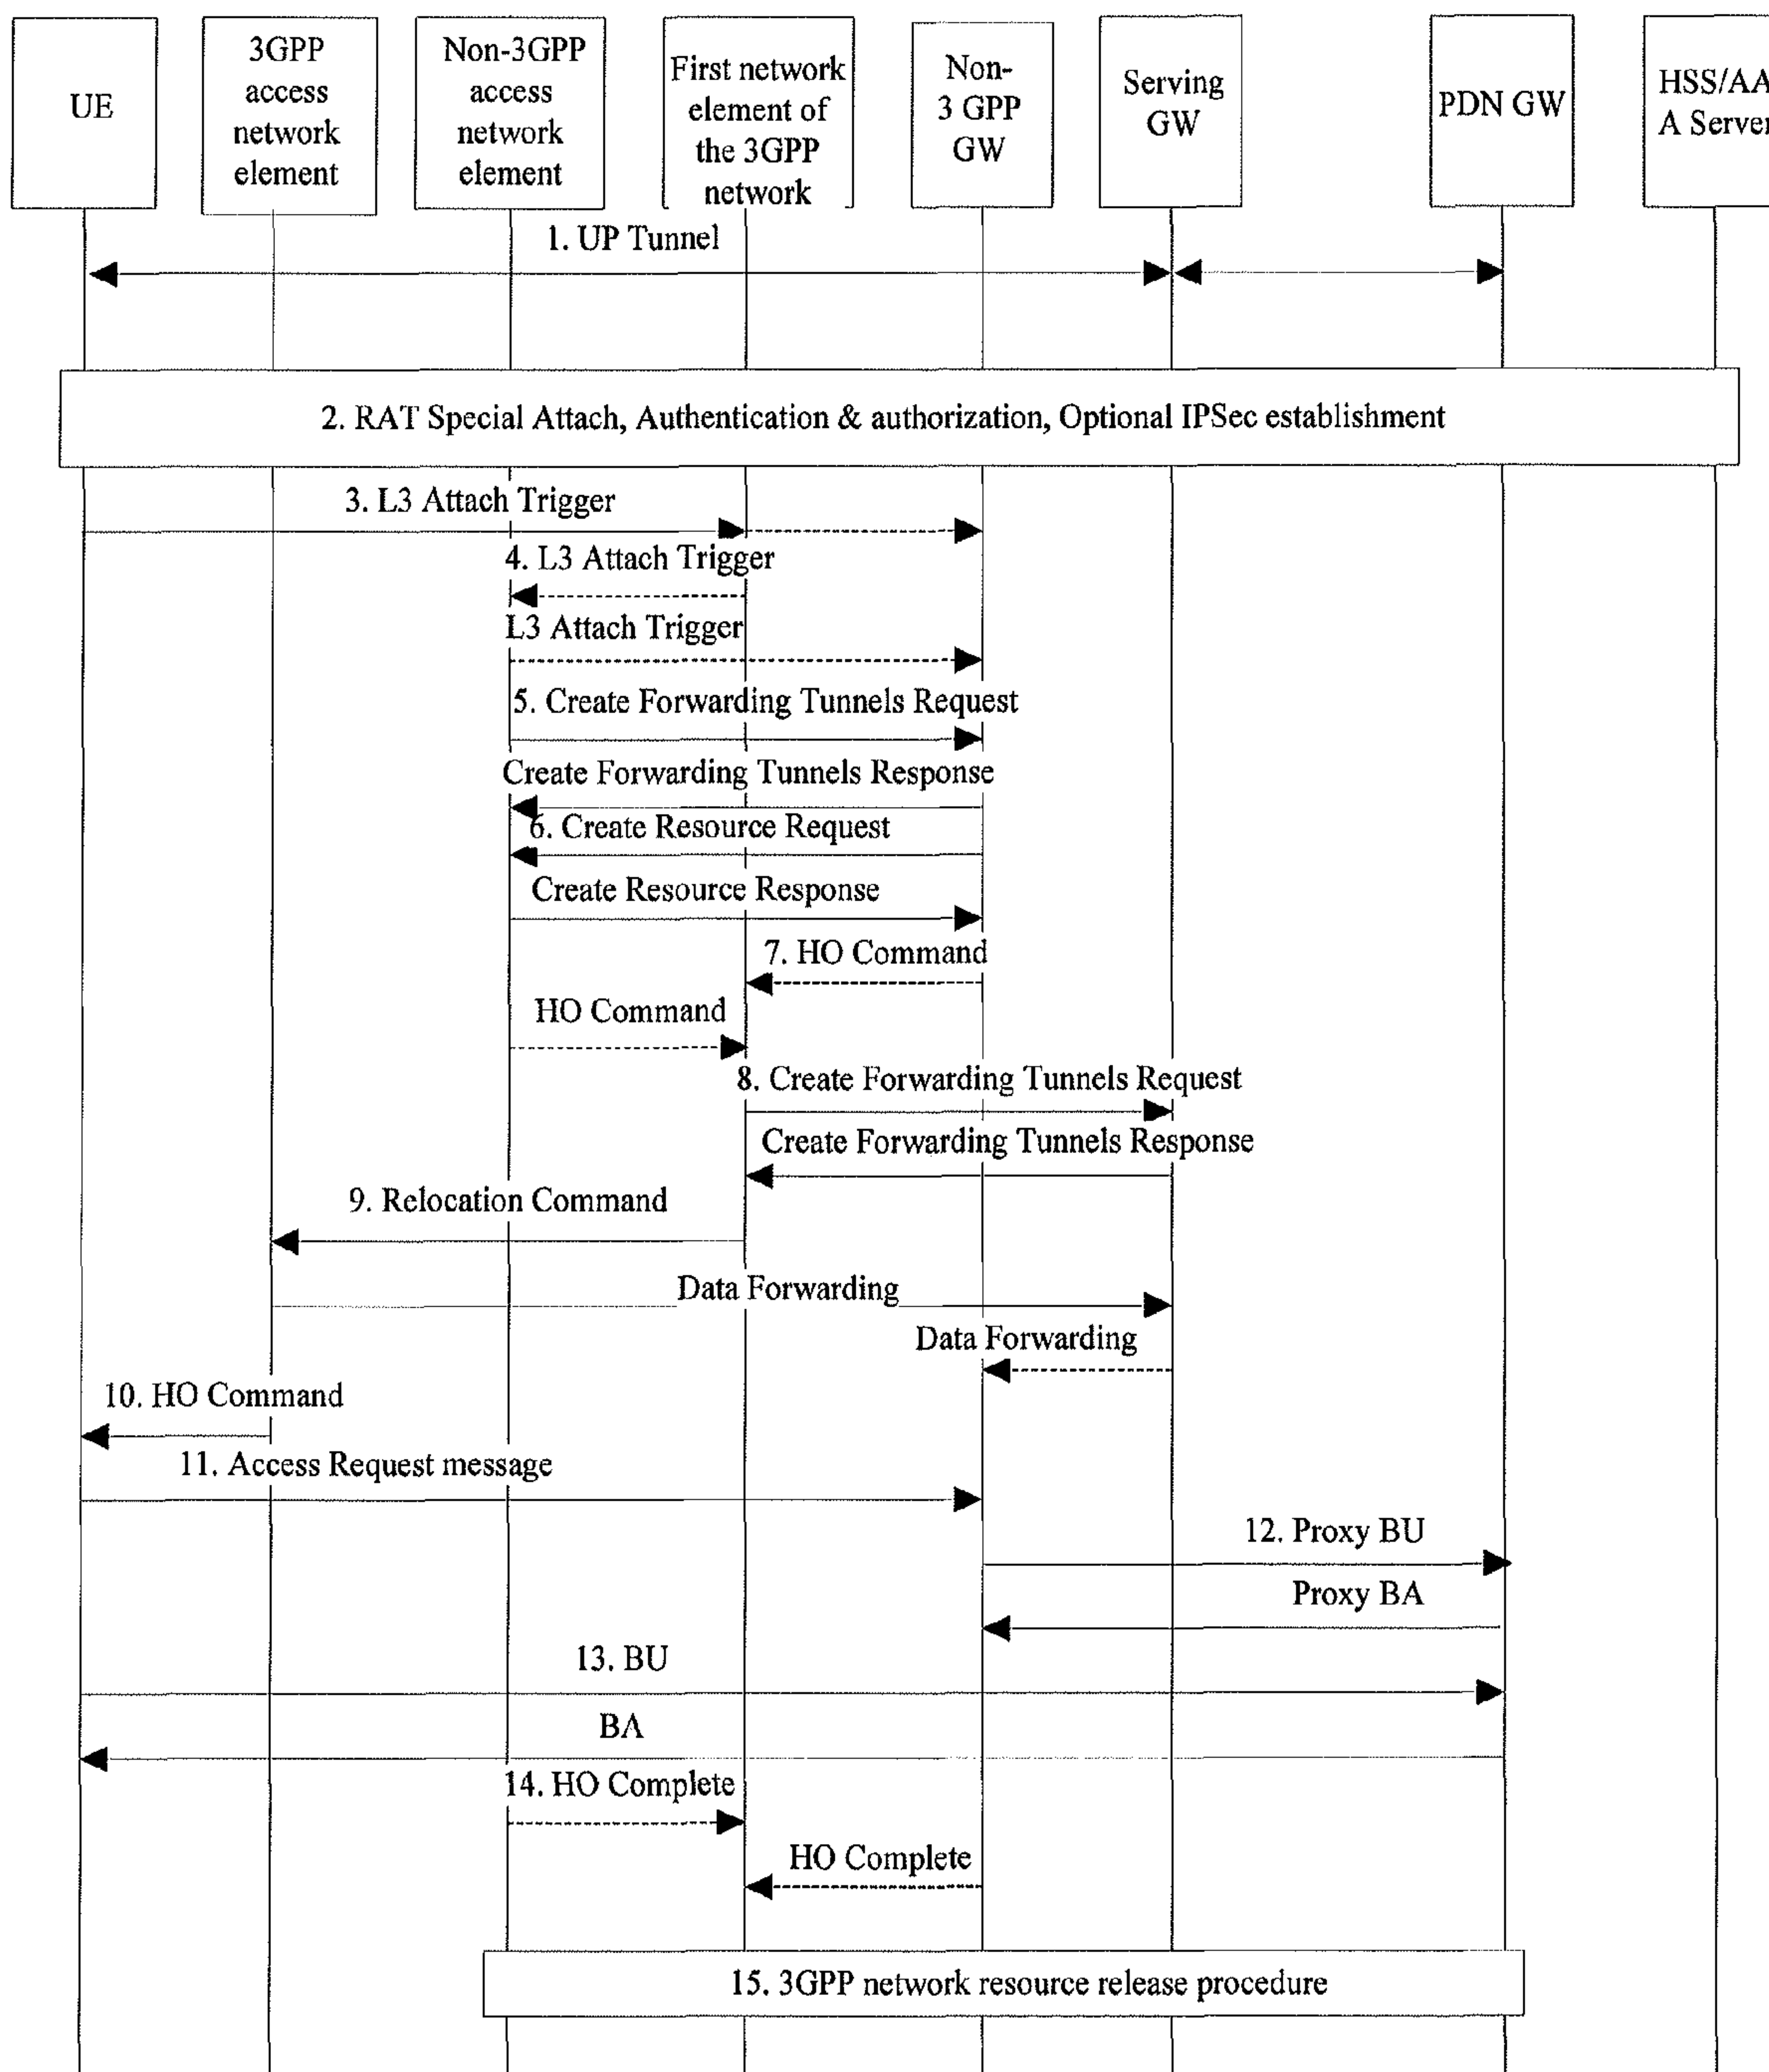 UE
3GPP
access
network
element
Non-3GPP
access
network
element
First network
element of
the 3GPP
network
Non-
3 GPP
GW
Serving
GW
PDN GW
HSS/AA
A Server
1. UP Tunnel
2. RAT Special Attach, Authentication & authorization, Optional IPSec establishment
3. L3 Attach Trigger
4. L3 Attach Trigger
L3 Attach Trigger
5. Create Forwarding Tunnels Request
Create Forwarding Tunnels Response
6. Create Resource Request
Create Resource Response
7. HO Command
HO Command
8. Create Forwarding Tunnels Request
Create Forwarding Tunnels Response
9. Relocation Command
Data Forwarding
Data Forwarding
10. HO Command
11. Access Request message
12. Proxy BU
Proxy BA
13. BU
BA
14. HO Complete
HO Complete
15. 3GPP network resource release procedure